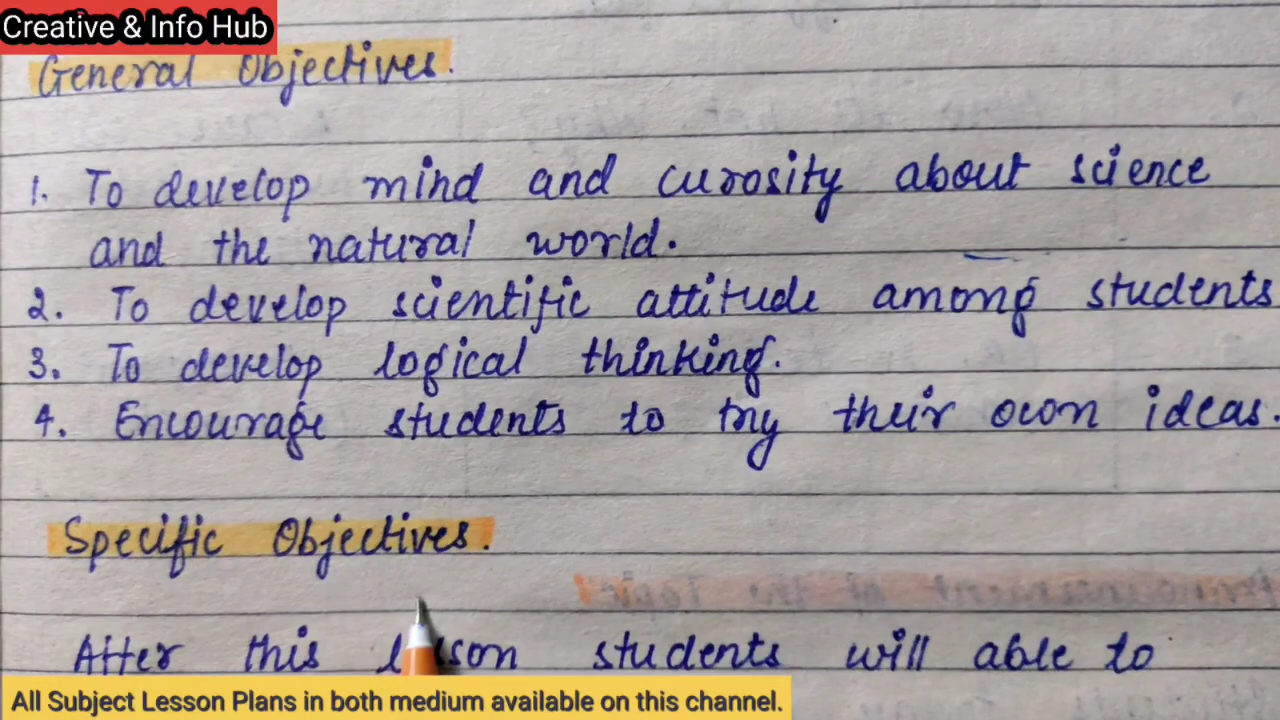 Creative & Info Hub
General Objectives.
1. To develop mind and curosity about science
and the natural world.
2. To develop scientific attitude among students
3. To develop logical thinking.
4. Encourage students to try their own ideas.
Specific Objectives.
After this lesson students will able to
All Subject Lesson Plans in both medium available on this channel.